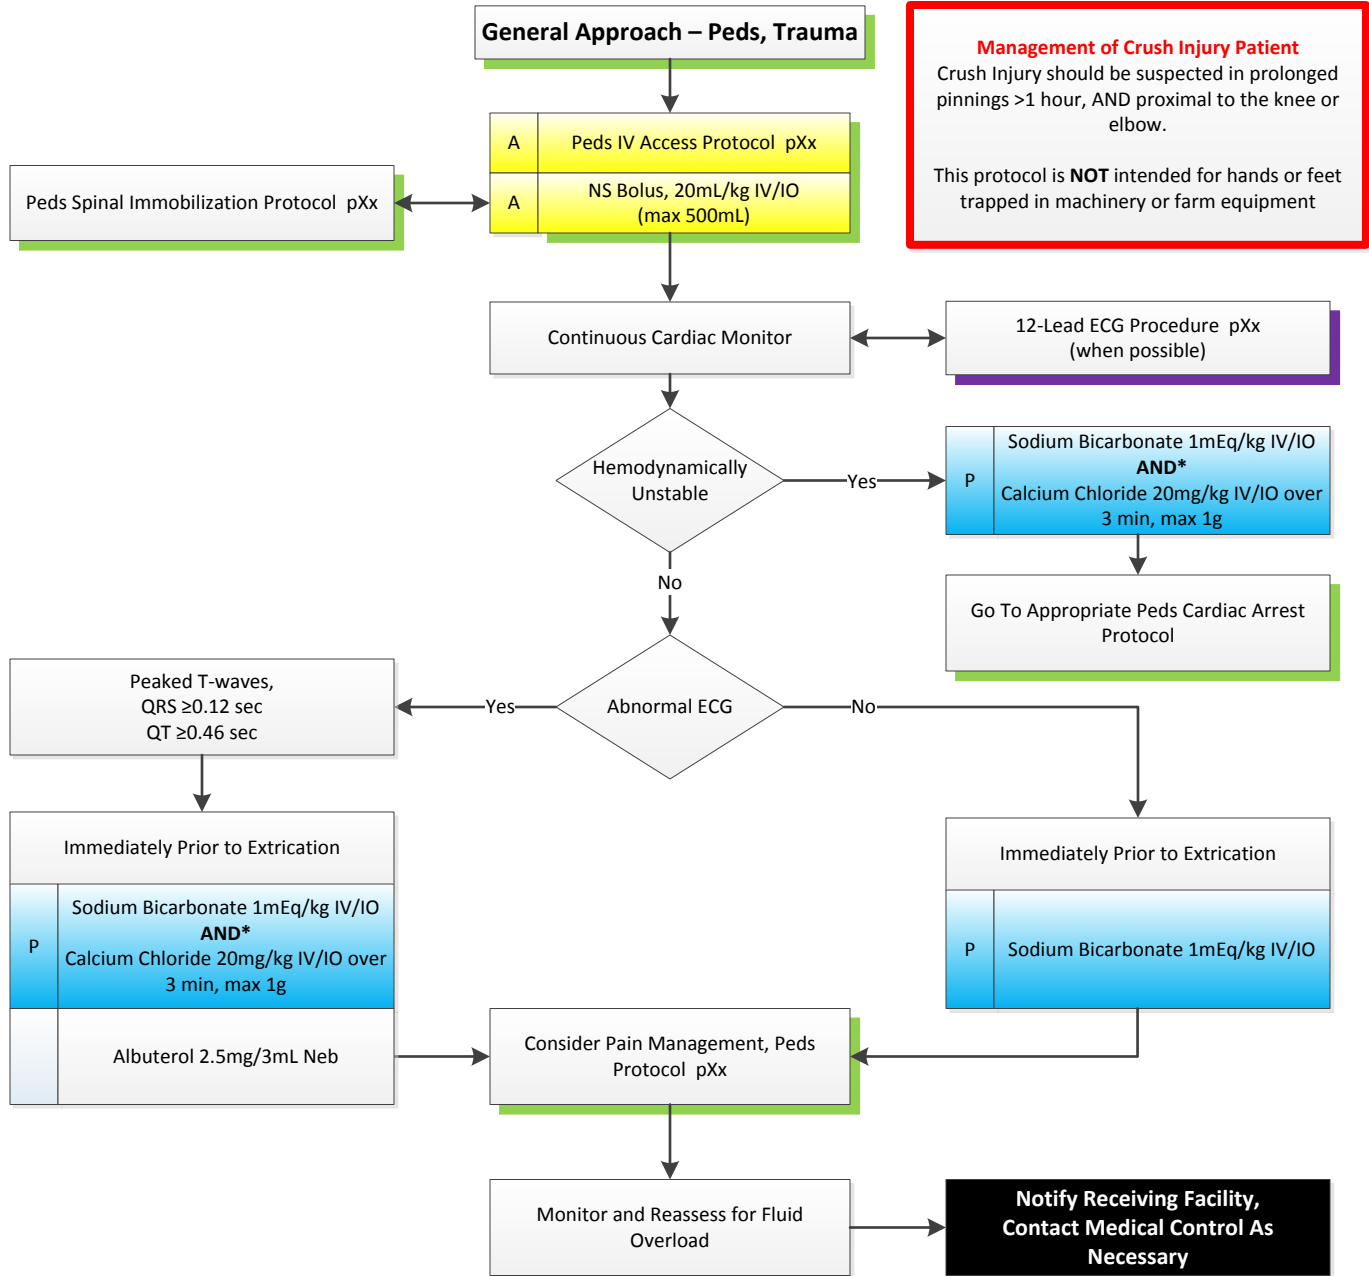 General Approach – Peds, Trauma
Management of Crush Injury Patient
Crush Injury should be suspected in prolonged
pinnings >1 hour, AND proximal to the knee or
elbow.
This protocol is NOT intended for hands or feet
trapped in machinery or farm equipment
A
Peds IV Access Protocol pXx
A
NS Bolus, 20mL/kg IV/IO
(max 500mL)
Peds Spinal Immobilization Protocol pXx
Continuous Cardiac Monitor
12-Lead ECG Procedure pXx
(when possible)
Hemodynamically
Unstable
Yes
P
Sodium Bicarbonate 1mEq/kg IV/IO
AND*
Calcium Chloride 20mg/kg IV/IO over
3 min, max 1g
No
Go To Appropriate Peds Cardiac Arrest
Protocol
Abnormal ECG
Yes
No
Peaked T-waves,
QRS ≥0.12 sec
QT ≥0.46 sec
Immediately Prior to Extrication
P
Sodium Bicarbonate 1mEq/kg IV/IO
AND*
Calcium Chloride 20mg/kg IV/IO over
3 min, max 1g
Albuterol 2.5mg/3mL Neb
Immediately Prior to Extrication
P
Sodium Bicarbonate 1mEq/kg IV/IO
Consider Pain Management, Peds
Protocol pXx
Monitor and Reassess for Fluid
Overload
Notify Receiving Facility,
Contact Medical Control As
Necessary